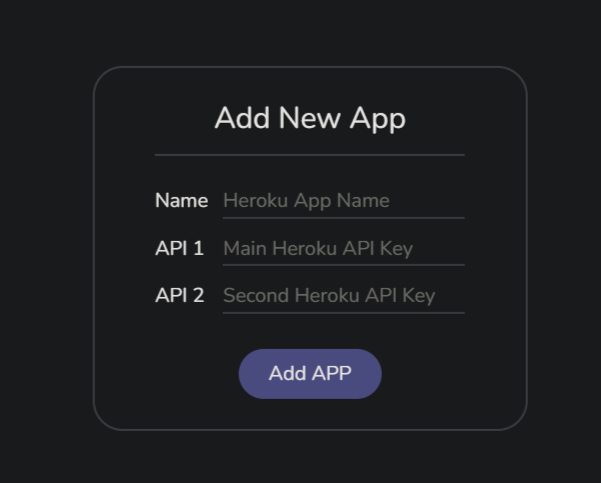 Add New App
Name Heroku App Name
API 1 Main Heroku API Key
API 2 Second Heroku API Key
Add APP